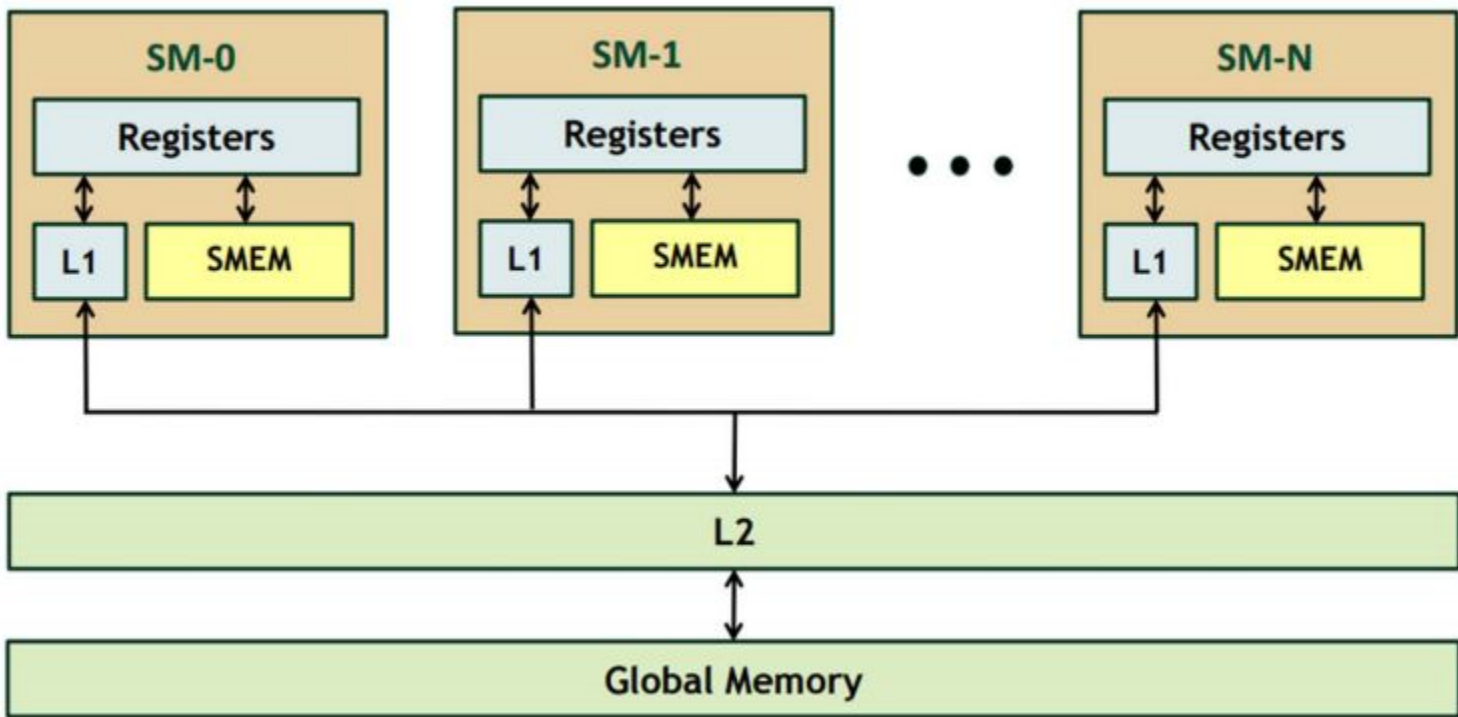 SM-0
Registers
L1
SMEM
SM-1
Registers
L1
SMEM
SM-N
Registers
L1
SMEM
L2
Global Memory